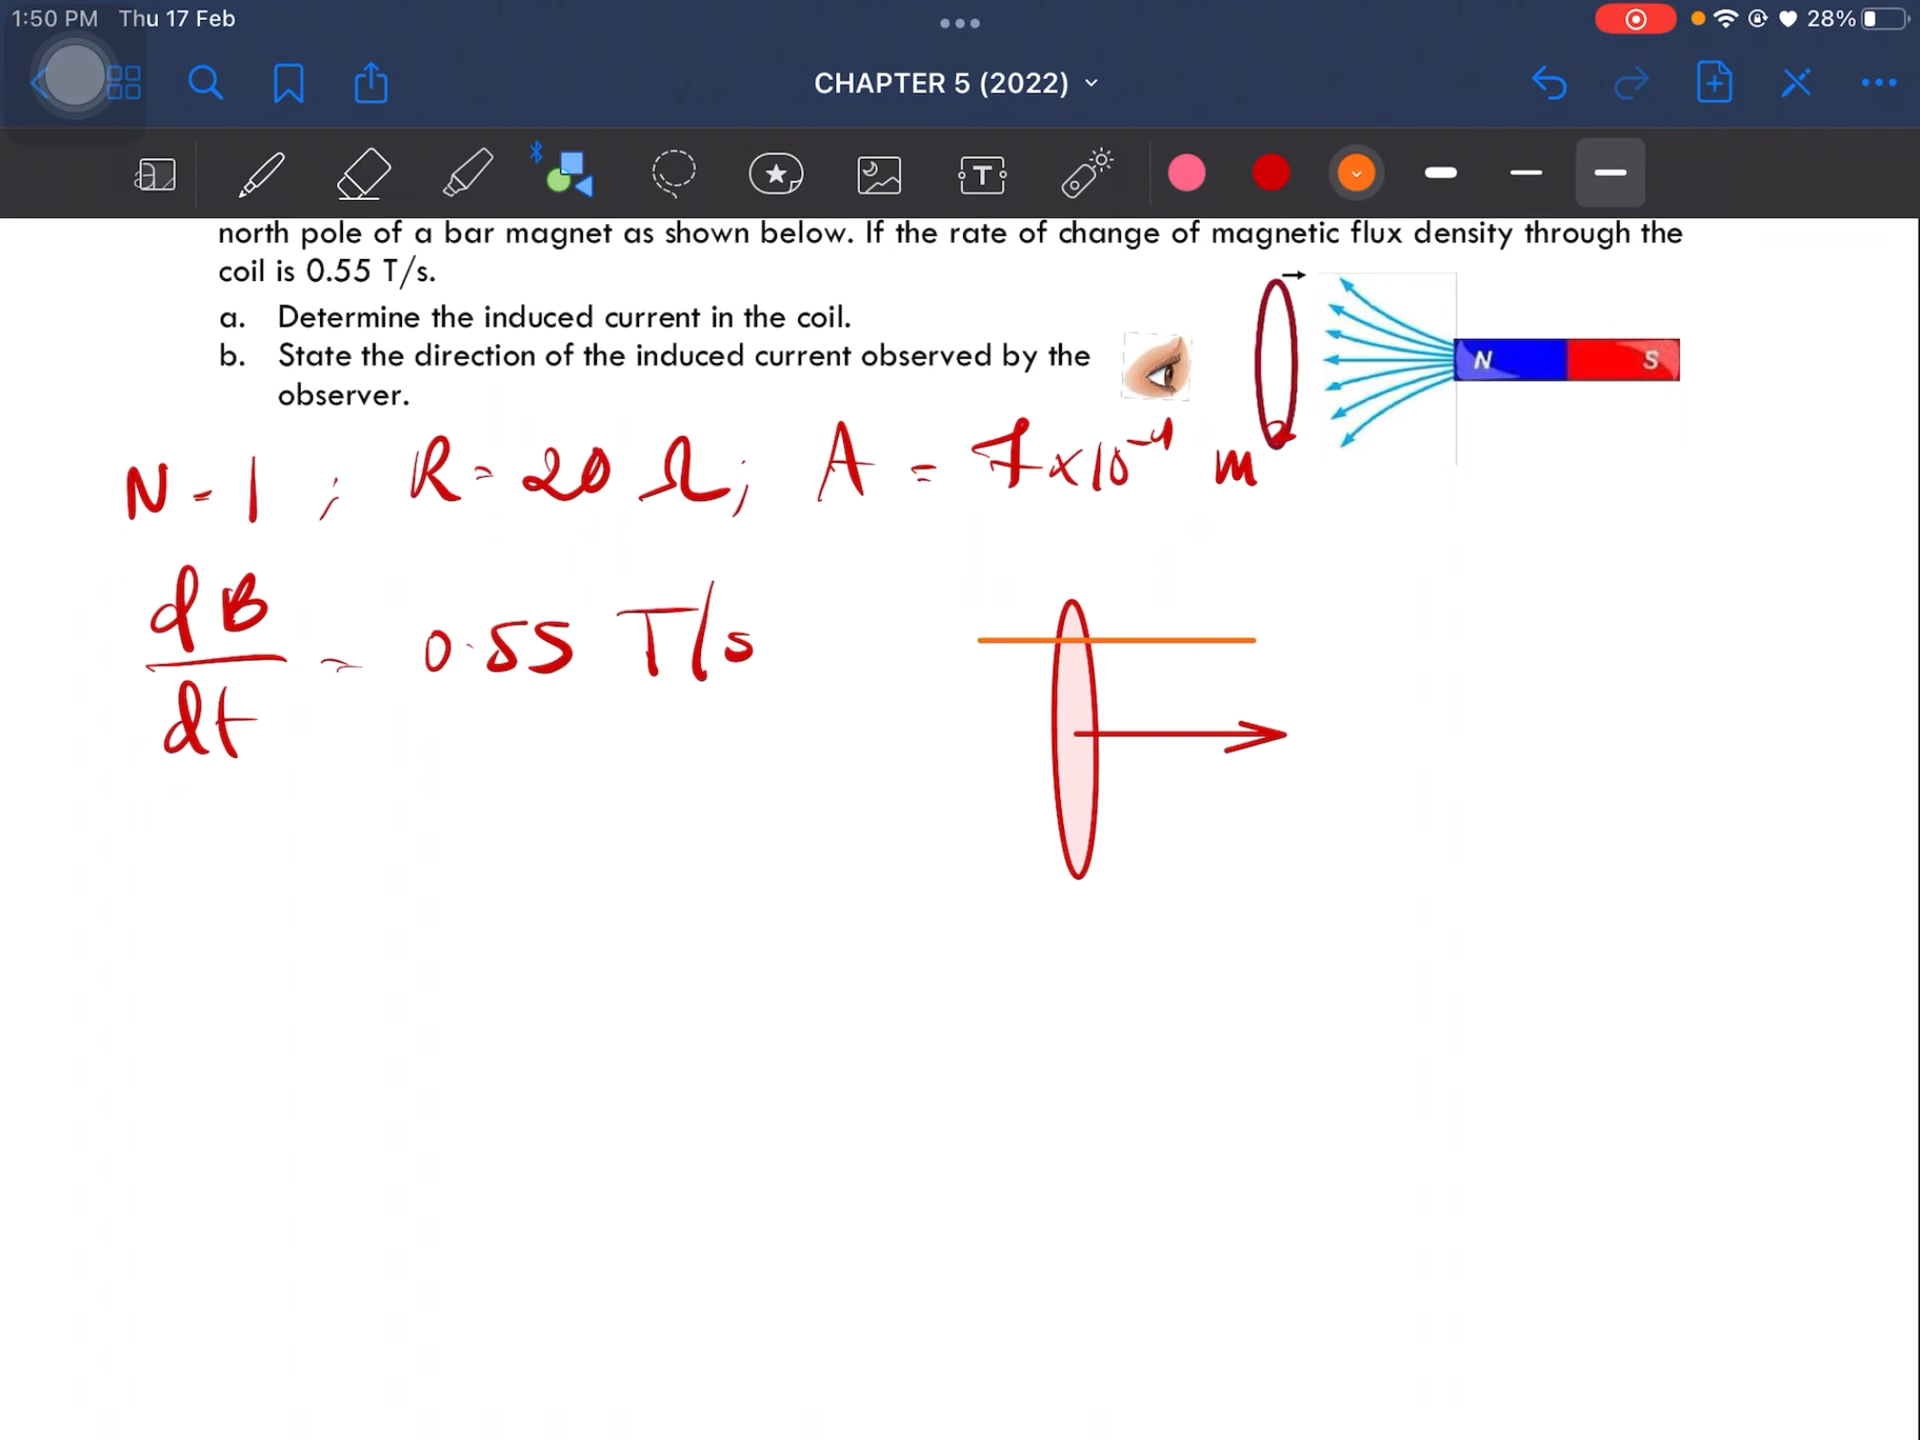 1:50 PM Thu 17 Feb
28%
CHAPTER 5 (2022)
north pole of a bar magnet as shown below. If the rate of change of magnetic flux density through the
coil is 0.55 T/s.
a. Determine the induced current in the coil.
b. State the direction of the induced current observed by the
observer.
N S
N = 1 ; R = 20 Ω; A = 7 × 10⁻⁴ m²
dB/dt = 0.55 T/s